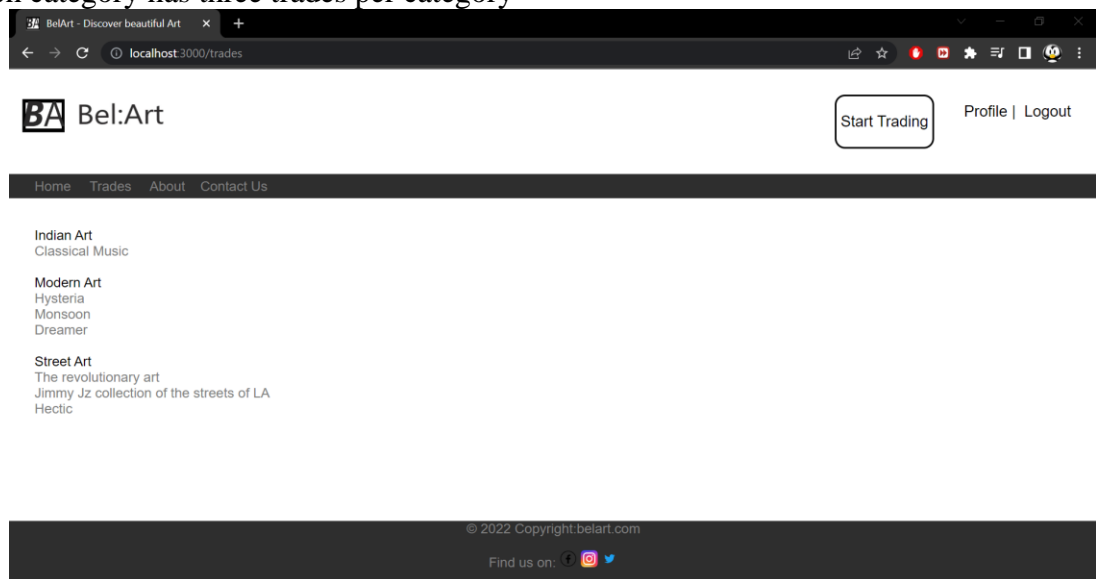 category has three trades per category
BelArt - Discover beautiful Art
localhost:3000/trades
BA Bel:Art
Start Trading
Profile | Logout
Home Trades About Contact Us
Indian Art
Classical Music
Modern Art
Hysteria
Monsoon
Dreamer
Street Art
The revolutionary art
Jimmy Jz collection of the streets of LA
Hectic
© 2022 Copyright:belart.com
Find us on: